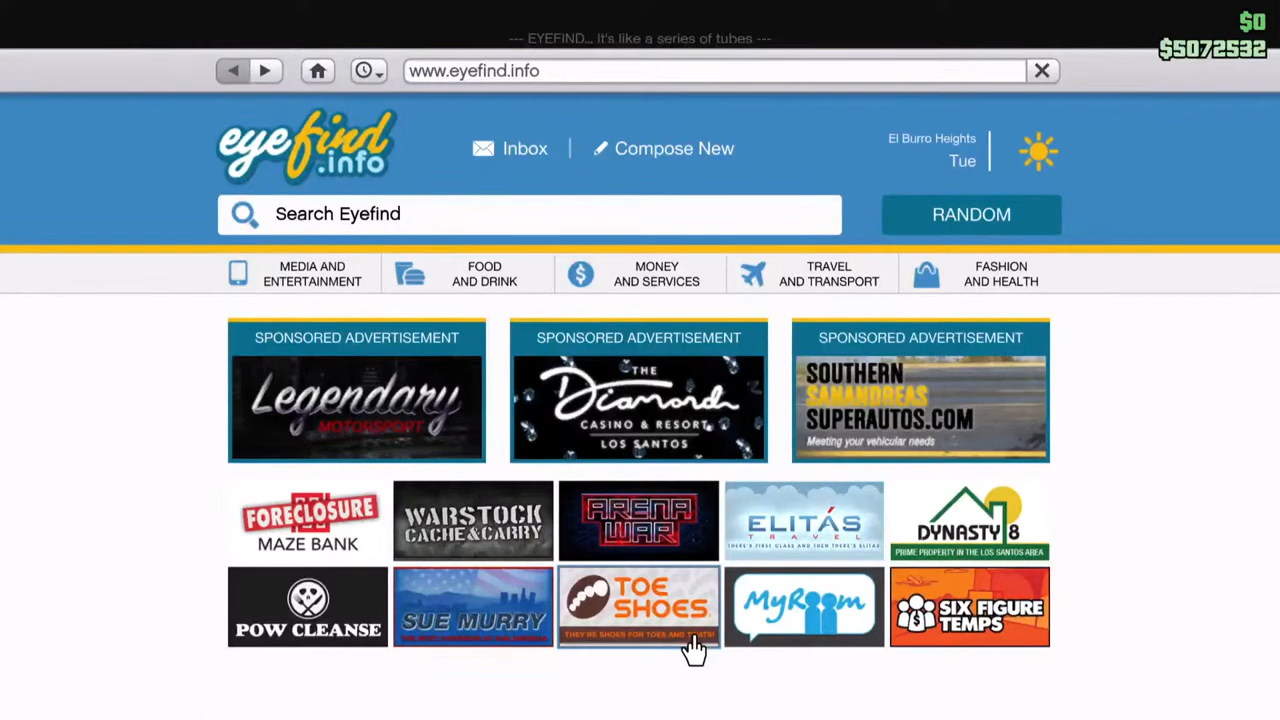 $0
--- EYEFIND... It's like a series of tubes ---
$5072532
www.eyefind.info
eyefind
.info
Inbox
Compose New
El Burro Heights
Tue
Search Eyefind
RANDOM
MEDIA AND
ENTERTAINMENT
FOOD
AND DRINK
MONEY
AND SERVICES
TRAVEL
AND TRANSPORT
FASHION
AND HEALTH
SPONSORED ADVERTISEMENT
Legendary
MOTORSPORT
SPONSORED ADVERTISEMENT
THE
Diamond
CASINO & RESORT
LOS SANTOS
SPONSORED ADVERTISEMENT
SOUTHERN
SANANDREAS
SUPERAUTOS.COM
Meeting your vehicular needs
FORECLOSURE
MAZE BANK
WARSTOCK
CACHE&CARRY
ARENA
WAR
ELITÁS
TRAVEL
THERE'S FIRST CLASS AND THEN THERE'S ELITAS
DYNASTY 8
PRIME PROPERTY IN THE LOS SANTOS AREA
POW CLEANSE
SUE MURRY
TOE
SHOES
THEY'RE SHOES FOR TOES AND
MyRoom
SIX FIGURE
TEMPS